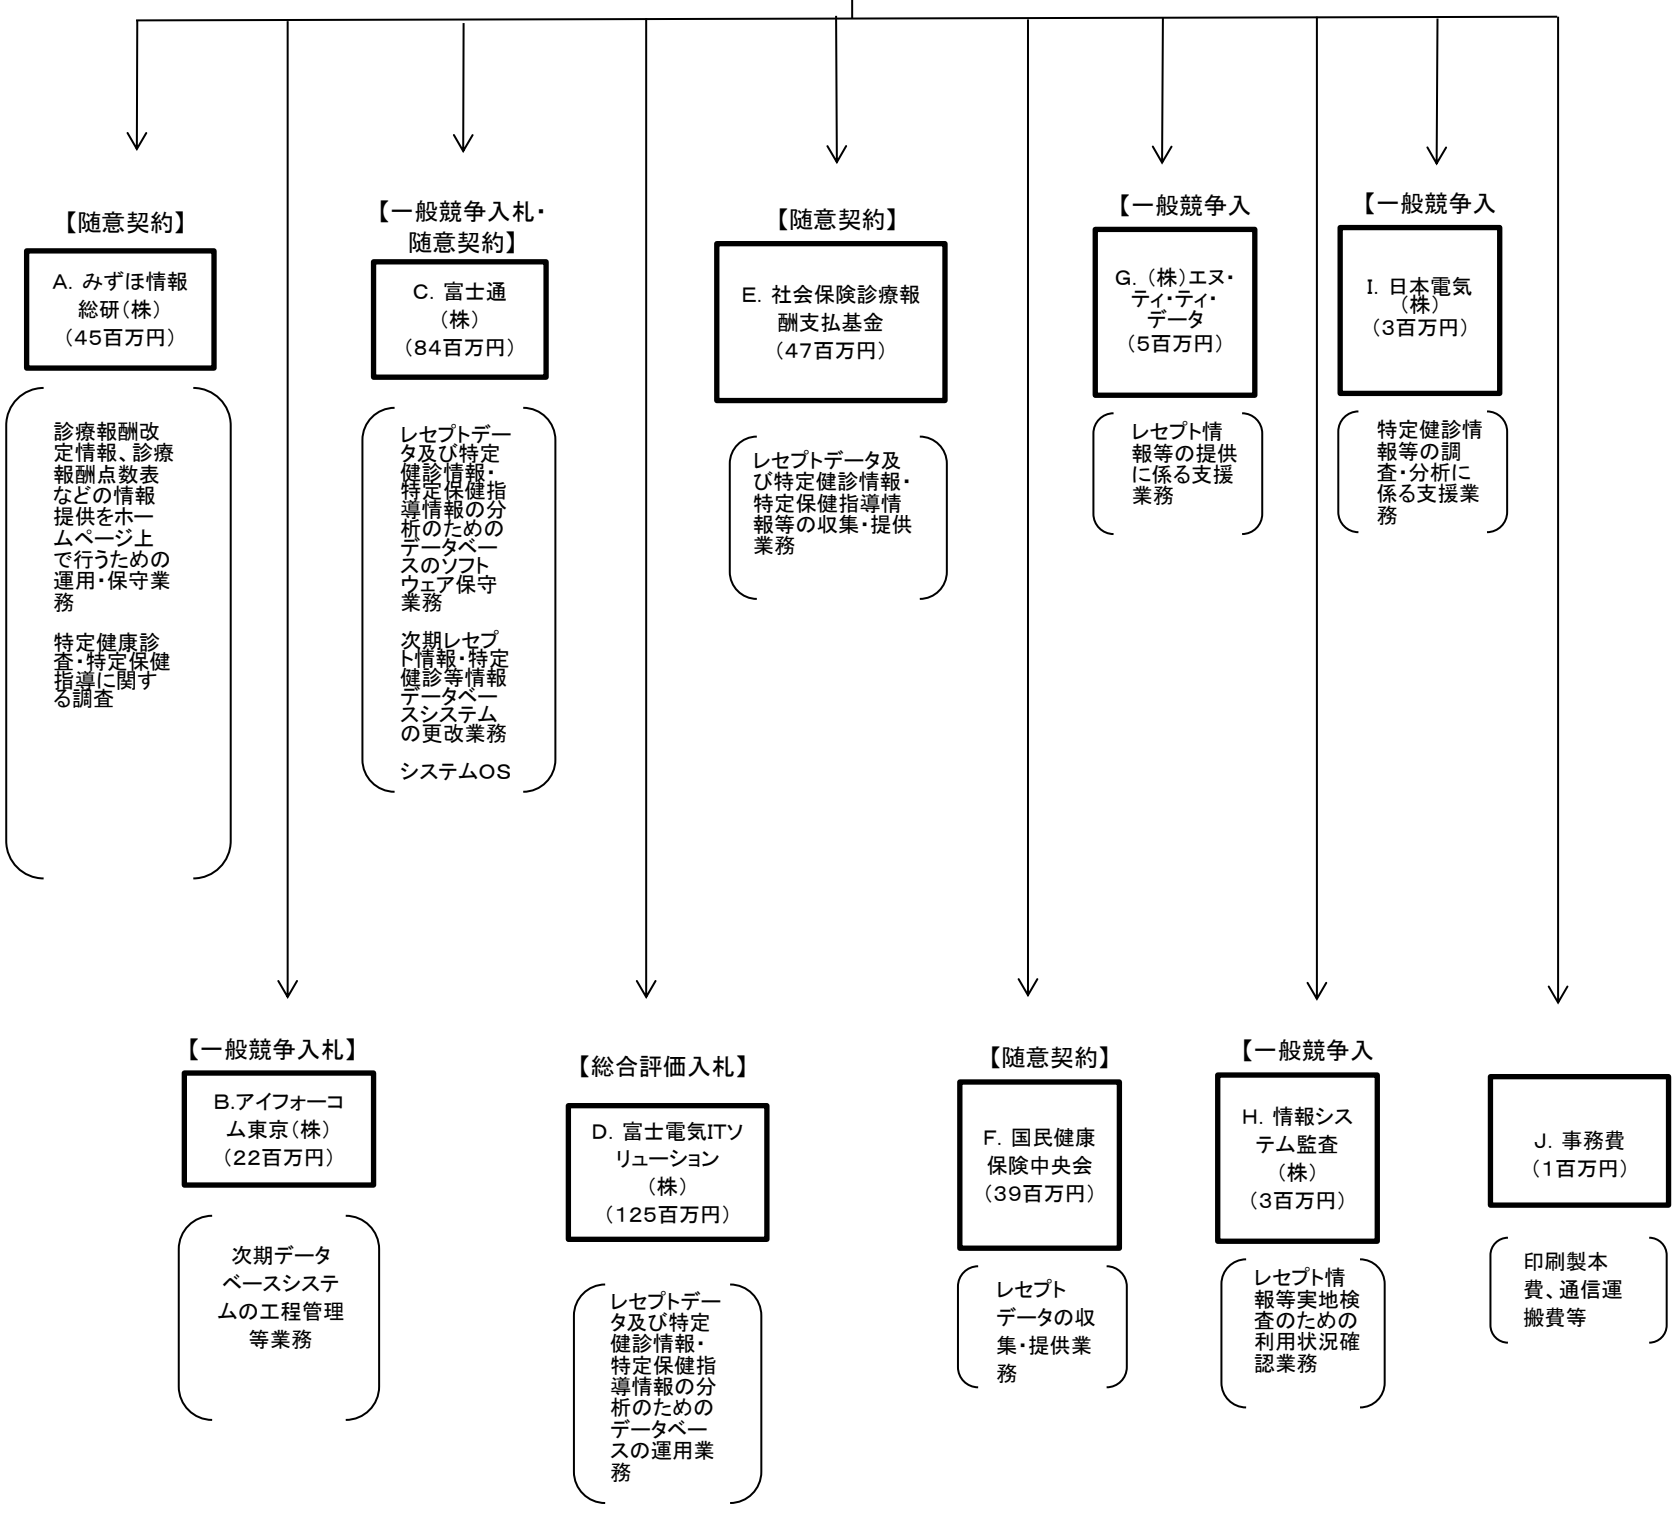 【随意契約】
A．みずほ情報
総研（株）
（45百万円）
診療報酬改
定情報、診療
報酬点数表
などの情報
提供をホー
ムページ上
で行うための
運用・保守業
務
特定健康診
査・特定保健
指導に関す
る調査
【一般競争入札・
随意契約】
C．富士通
（株）
（84百万円）
レセプトデー
タ及び特定
健診情報・
特定保健指
導情報の分
析のための
データベー
スのソフト
ウェア保守
業務
次期レセプ
ト情報・特定
健診等情報
データベー
スシステム
の更改業務
システムOS
【随意契約】
E．社会保険診療報
酬支払基金
（47百万円）
レセプトデータ及
び特定健診情報・
特定保健指導情
報等の収集・提供
業務
【一般競争入
G．（株）エヌ・
ティ・ティ・
データ
（5百万円）
レセプト情
報等の提供
に係る支援
業務
【一般競争入
I．日本電気
（株）
（3百万円）
特定健診情
報等の調
査・分析に
係る支援業
務
【一般競争入札】
B.アイフォーコ
ム東京（株）
（22百万円）
次期データ
ベースシステ
ムの工程管理
等業務
【総合評価入札】
D．富士電気ITソ
リューション
（株）
（125百万円）
レセプトデー
タ及び特定
健診情報・
特定保健指
導情報の分
析のための
データベー
スの運用業
務
【随意契約】
F．国民健康
保険中央会
（39百万円）
レセプト
データの収
集・提供業
務
【一般競争入
H．情報シス
テム監査
（株）
（3百万円）
レセプト情
報等実地検
査のための
利用状況確
認業務
J．事務費
（1百万円）
印刷製本
費、通信運
搬費等